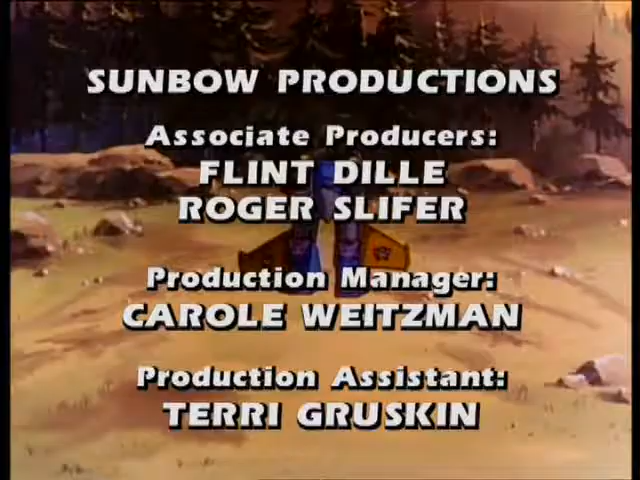 SUNBOW PRODUCTIONS
Associate Producers:
FLINT DILLE
ROGER SLIFER
Production Manager:
CAROLE WEITZMAN
Production Assistant:
TERRI GRUSKIN